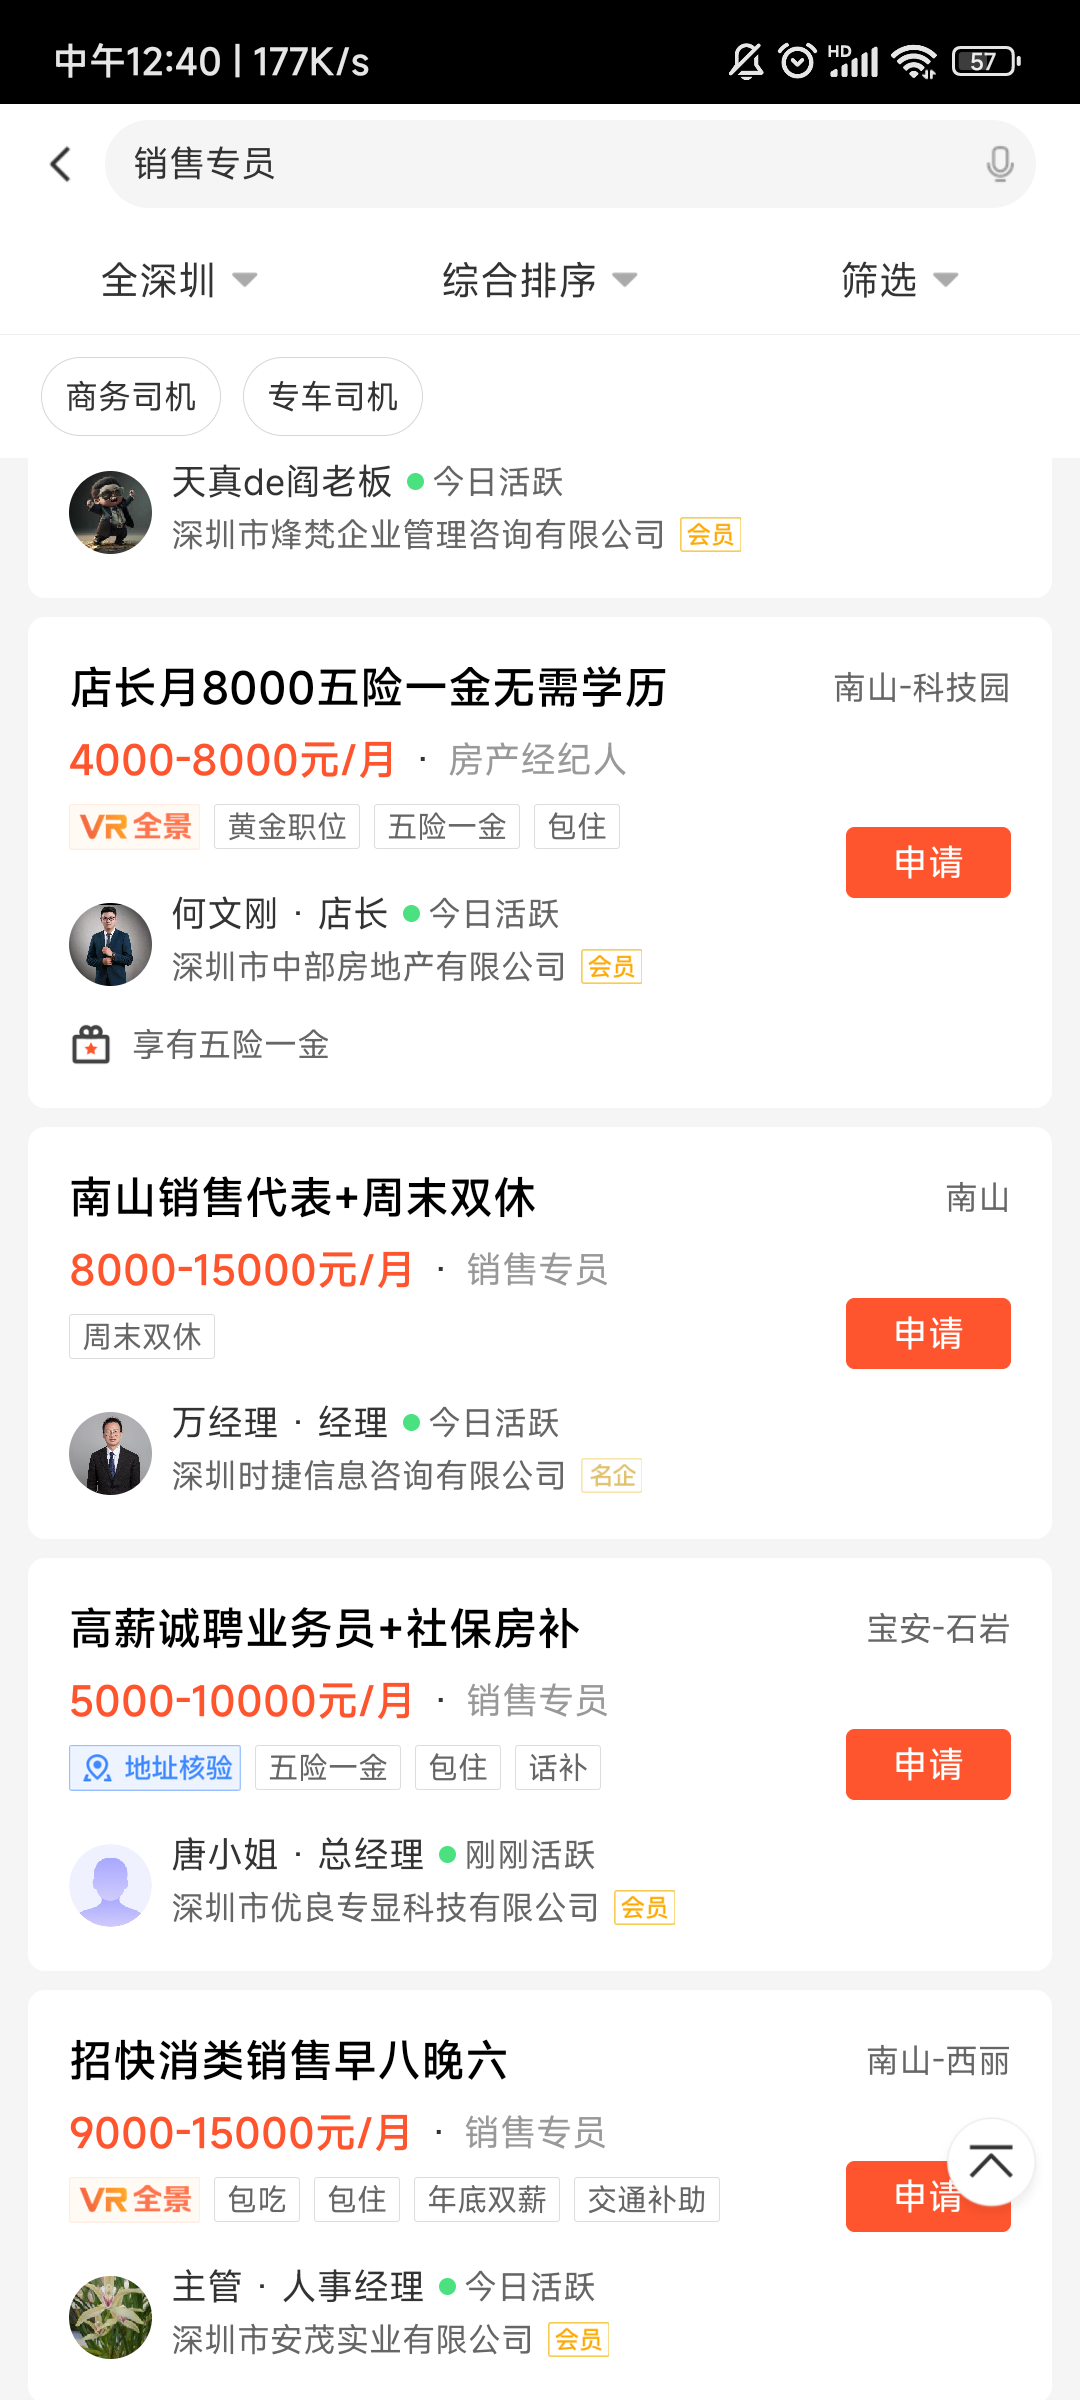 中午12:40 | 177K/s
HD
57
销售专员
全深圳
综合排序
筛选
商务司机
专车司机
天真de阎老板 今日活跃
深圳市烽梵企业管理咨询有限公司 会员
店长月8000五险一金无需学历
南山-科技园
4000-8000元/月 · 房产经纪人
VR全景 黄金职位 五险一金 包住
申请
何文刚 · 店长 今日活跃
深圳市中部房地产有限公司 会员
享有五险一金
南山销售代表+周末双休
南山
8000-15000元/月 · 销售专员
周末双休
申请
万经理 · 经理 今日活跃
深圳时捷信息咨询有限公司 名企
高薪诚聘业务员+社保房补
宝安-石岩
5000-10000元/月 · 销售专员
地址核验 五险一金 包住 话补
申请
唐小姐 · 总经理 刚刚活跃
深圳市优良专显科技有限公司 会员
招快消类销售早八晚六
南山-西丽
9000-15000元/月 · 销售专员
VR全景 包吃 包住 年底双薪 交通补助
申请
主管 · 人事经理 今日活跃
深圳市安茂实业有限公司 会员